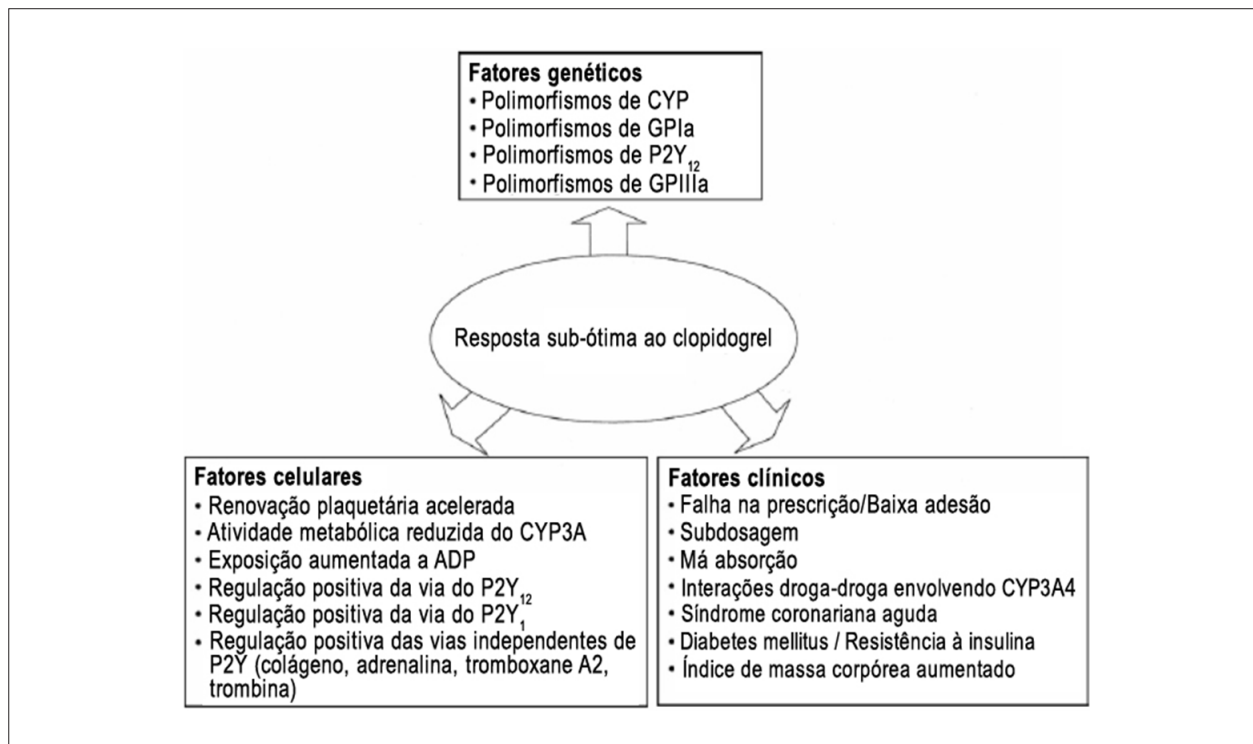 Fatores genéticos
• Polimorfismos de CYP
• Polimorfismos de GPIa
• Polimorfismos de P2Y12
• Polimorfismos de GPIIIa
Resposta sub-ótima ao clopidogrel
Fatores celulares
• Renovação plaquetária acelerada
• Atividade metabólica reduzida do CYP3A
• Exposição aumentada a ADP
• Regulação positiva da via do P2Y12
• Regulação positiva da via do P2Y1
• Regulação positiva das vias independentes de
P2Y (colágeno, adrenalina, tromboxane A2,
trombina)
Fatores clínicos
• Falha na prescrição/Baixa adesão
• Subdosagem
• Má absorção
• Interações droga-droga envolvendo CYP3A4
• Síndrome coronariana aguda
• Diabetes mellitus / Resistência à insulina
• Índice de massa corpórea aumentado